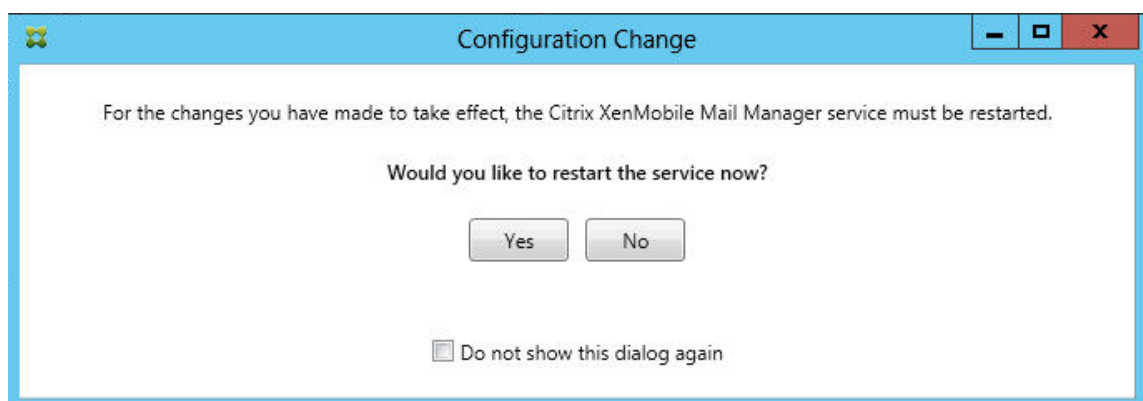 Configuration Change
For the changes you have made to take effect, the Citrix XenMobile Mail Manager service must be restarted.
Would you like to restart the service now?
Yes No
Do not show this dialog again